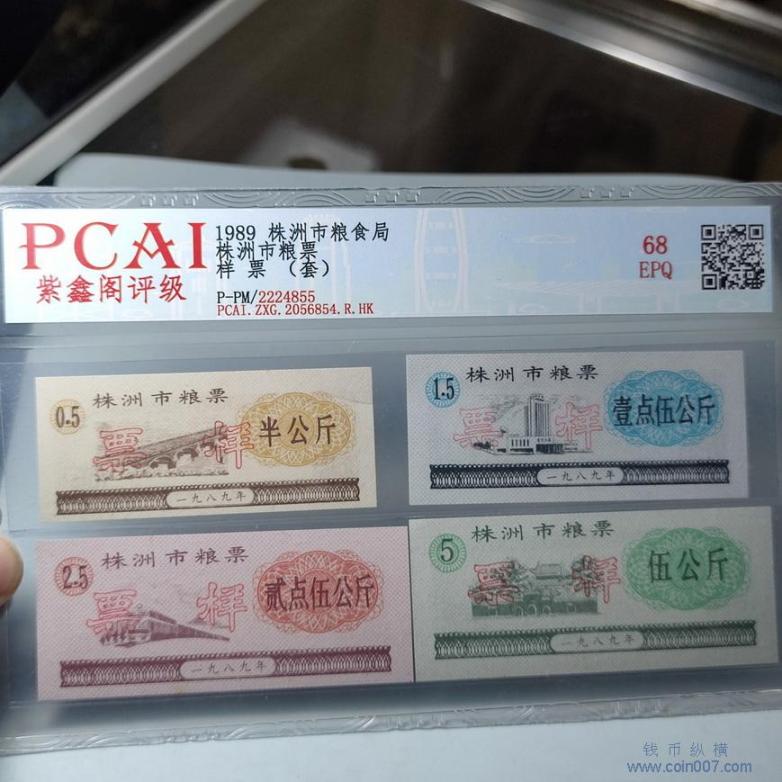 PCAI
紫鑫阁评级
1989 株洲市粮食局
株洲市粮票
样票（套）
P-PM/2224855
PCAI.ZXG.2056854.R.HK
68
EPQ
株洲市粮票
0.5
票样
半公斤
一九八九年
株洲市粮票
1.5
票样
壹点伍公斤
一九八九年
株洲市粮票
2.5
票样
贰点伍公斤
一九八九年
株洲市粮票
5
票样
伍公斤
一九八九年
钱币纵横
www.coin007.com